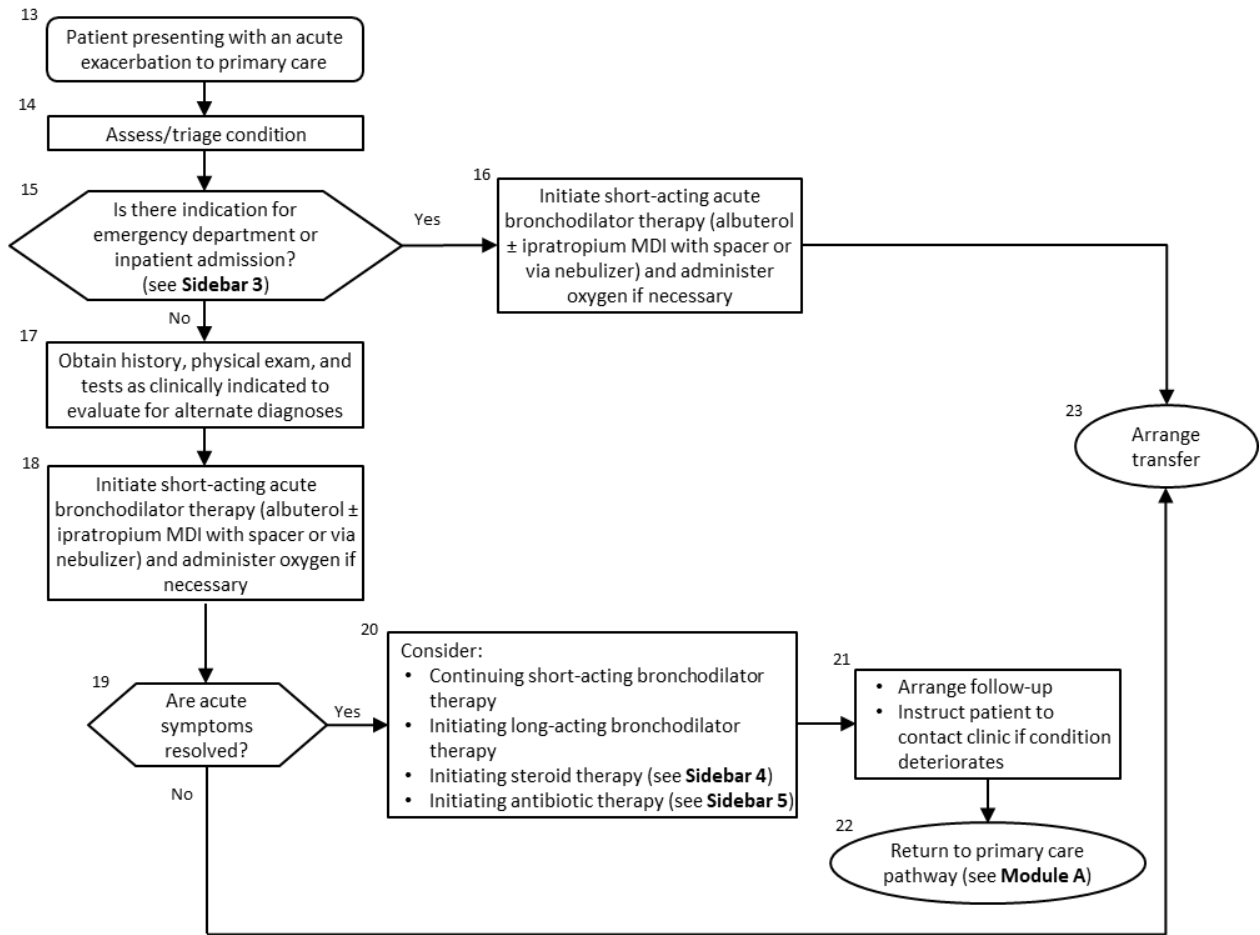 13
Patient presenting with an acute
exacerbation to primary care
14
Assess/triage condition
15
Is there indication for
emergency department or
inpatient admission?
(see Sidebar 3)
Yes
16
Initiate short-acting acute
bronchodilator therapy (albuterol
± ipratropium MDI with spacer or
via nebulizer) and administer
oxygen if necessary
No
17
Obtain history, physical exam, and
tests as clinically indicated to
evaluate for alternate diagnoses
23
Arrange
transfer
18
Initiate short-acting acute
bronchodilator therapy (albuterol ±
ipratropium MDI with spacer or via
nebulizer) and administer oxygen if
necessary
19
Are acute
symptoms
resolved?
Yes
No
20
Consider:
• Continuing short-acting bronchodilator
therapy
• Initiating long-acting bronchodilator
therapy
• Initiating steroid therapy (see Sidebar 4)
• Initiating antibiotic therapy (see Sidebar 5)
21
• Arrange follow-up
• Instruct patient to
contact clinic if condition
deteriorates
22
Return to primary care
pathway (see Module A)